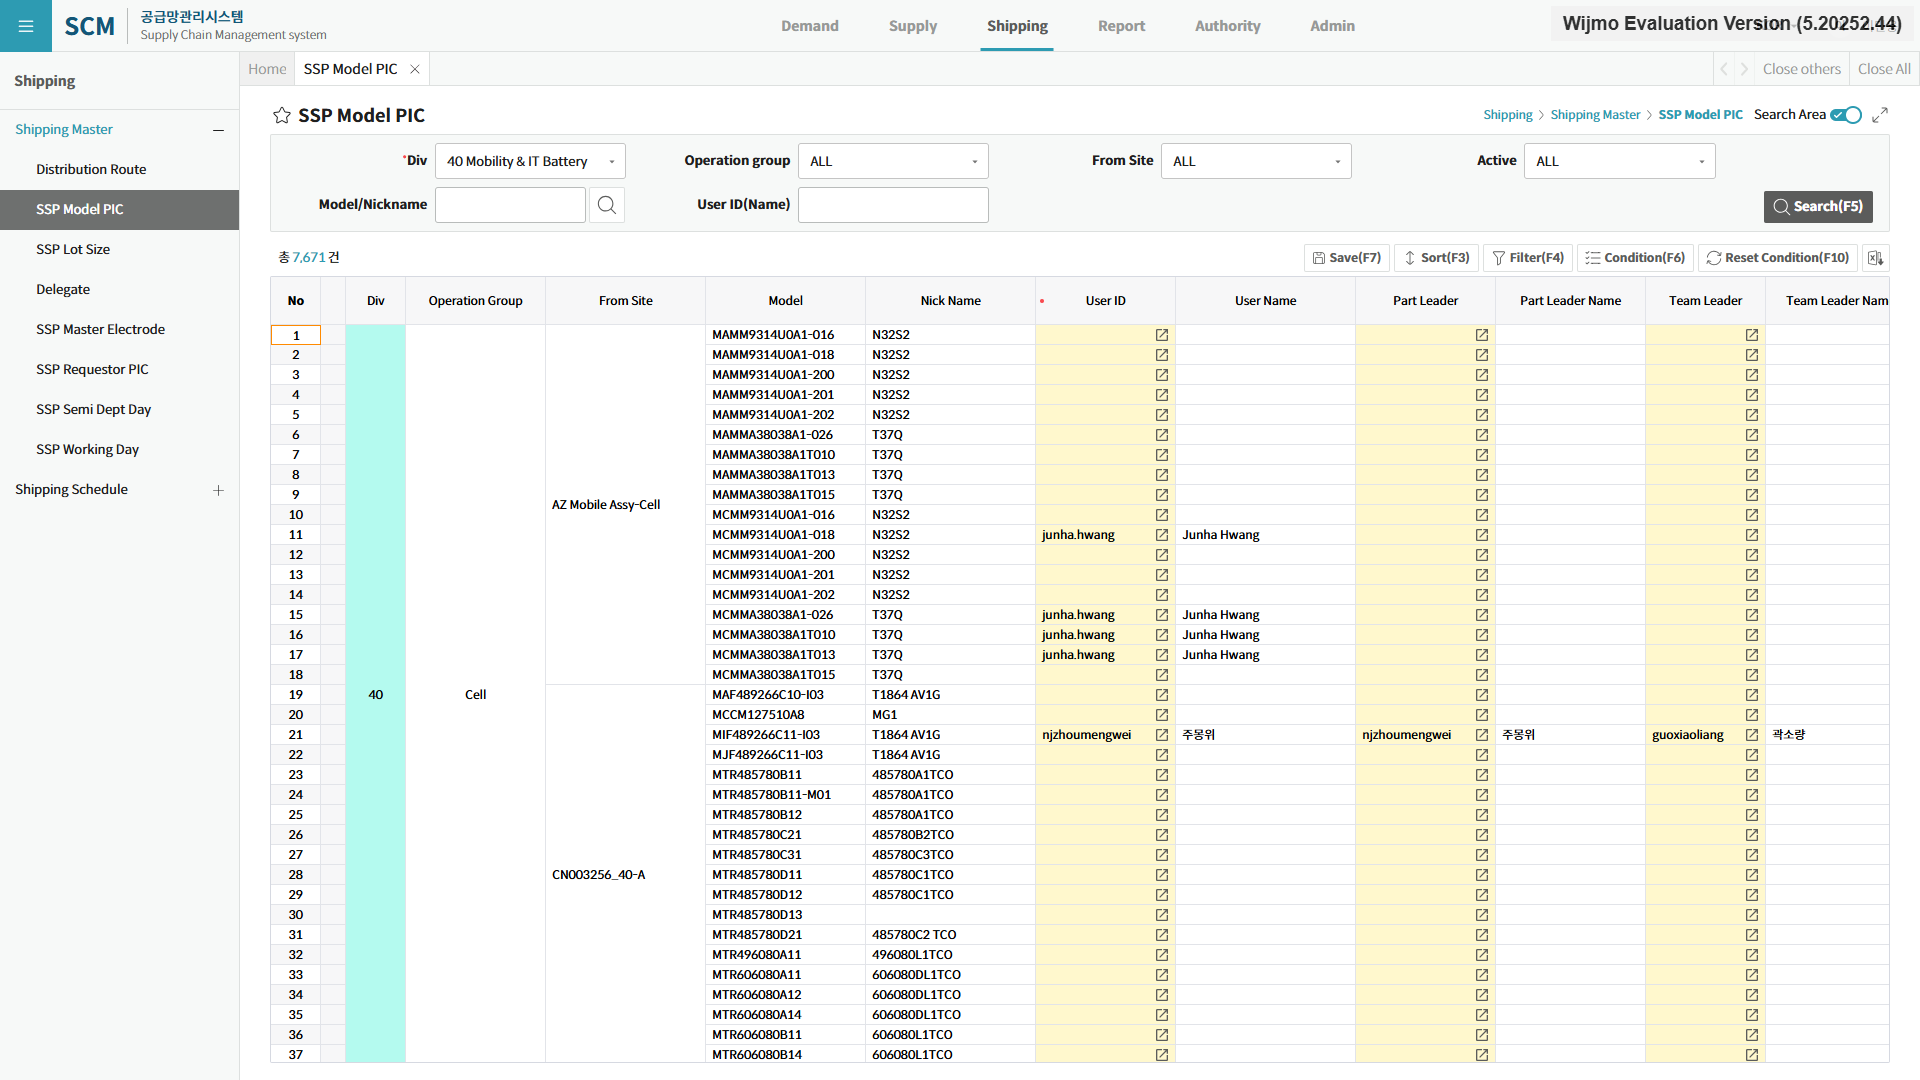 SCM 공급망관리시스템
Supply Chain Management system
Demand Supply Shipping Report Authority Admin
Wijmo Evaluation Version (5.20252.44)
Shipping
Home SSP Model PIC
Close others Close All
Shipping Master
Distribution Route
SSP Model PIC
SSP Lot Size
Delegate
SSP Master Electrode
SSP Requestor PIC
SSP Semi Dept Day
SSP Working Day
Shipping Schedule
SSP Model PIC
Shipping > Shipping Master > SSP Model PIC Search Area
*Div 40 Mobility & IT Battery Operation group ALL From Site ALL Active ALL
Model/Nickname User ID(Name) Search(F5)
총 7,671 건
Save(F7) Sort(F3) Filter(F4) Condition(F6) Reset Condition(F10)
No Div Operation Group From Site Model Nick Name User ID User Name Part Leader Part Leader Name Team Leader Team Leader Nam
1 MAMM9314U0A1-016 N32S2
2 MAMM9314U0A1-018 N32S2
3 MAMM9314U0A1-200 N32S2
4 MAMM9314U0A1-201 N32S2
5 MAMM9314U0A1-202 N32S2
6 MAMMA38038A1-026 T37Q
7 MAMMA38038A1T010 T37Q
8 MAMMA38038A1T013 T37Q
9 MAMMA38038A1T015 T37Q
AZ Mobile Assy-Cell
10 MCMM9314U0A1-016 N32S2
11 MCMM9314U0A1-018 N32S2 junha.hwang Junha Hwang
12 MCMM9314U0A1-200 N32S2
13 MCMM9314U0A1-201 N32S2
14 MCMM9314U0A1-202 N32S2
15 MCMMA38038A1-026 T37Q junha.hwang Junha Hwang
16 MCMMA38038A1T010 T37Q junha.hwang Junha Hwang
17 MCMMA38038A1T013 T37Q junha.hwang Junha Hwang
18 MCMMA38038A1T015 T37Q
19 40 Cell MAF489266C10-I03 T1864 AV1G
20 MCCM127510A8 MG1
21 MIF489266C11-I03 T1864 AV1G njzhoumengwei 주몽위 njzhoumengwei 주몽위 guoxiaoliang 곽소량
22 MJF489266C11-I03 T1864 AV1G
23 MTR485780B11 485780A1TCO
24 MTR485780B11-M01 485780A1TCO
25 MTR485780B12 485780A1TCO
26 MTR485780C21 485780B2TCO
27 MTR485780C31 485780C3TCO
28 CN003256_40-A MTR485780D11 485780C1TCO
29 MTR485780D12 485780C1TCO
30 MTR485780D13
31 MTR485780D21 485780C2 TCO
32 MTR496080A11 496080L1TCO
33 MTR606080A11 606080DL1TCO
34 MTR606080A12 606080DL1TCO
35 MTR606080A14 606080DL1TCO
36 MTR606080B11 606080L1TCO
37 MTR606080B14 606080L1TCO